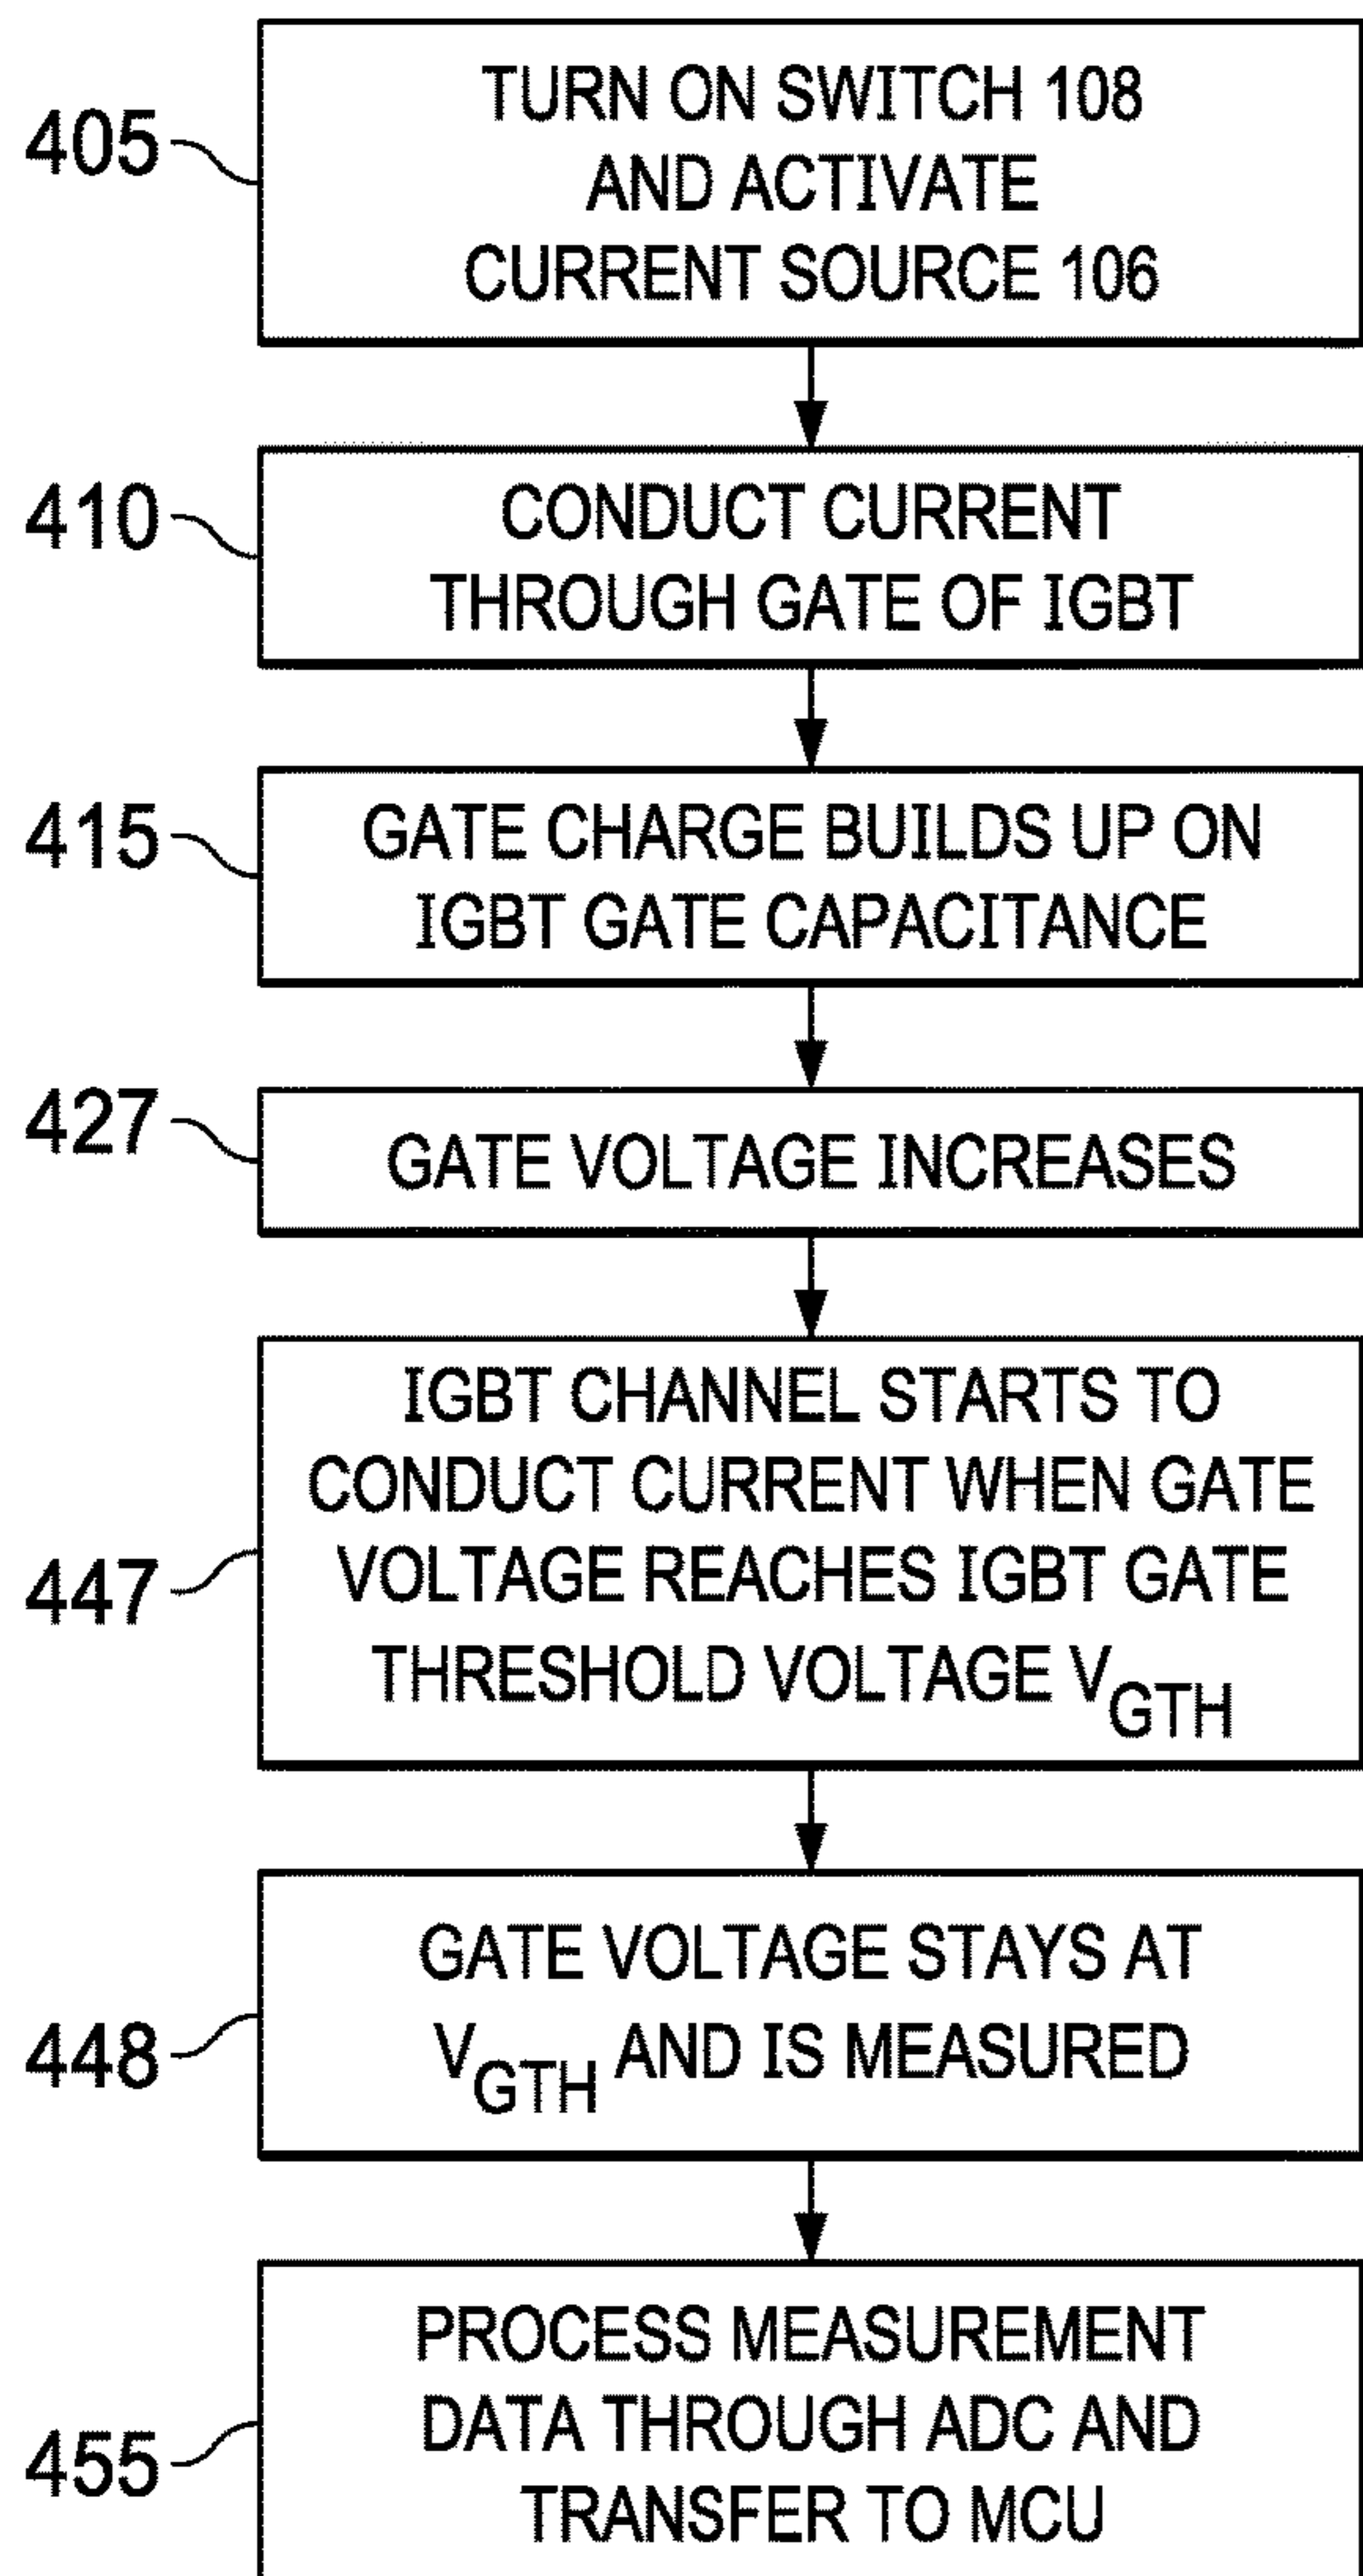 405
TURN ON SWITCH 108
AND ACTIVATE
CURRENT SOURCE 106
410
CONDUCT CURRENT
THROUGH GATE OF IGBT
415
GATE CHARGE BUILDS UP ON
IGBT GATE CAPACITANCE
427
GATE VOLTAGE INCREASES
447
IGBT CHANNEL STARTS TO
CONDUCT CURRENT WHEN GATE
VOLTAGE REACHES IGBT GATE
THRESHOLD VOLTAGE VGTH
448
GATE VOLTAGE STAYS AT
VGTH AND IS MEASURED
455
PROCESS MEASUREMENT
DATA THROUGH ADC AND
TRANSFER TO MCU